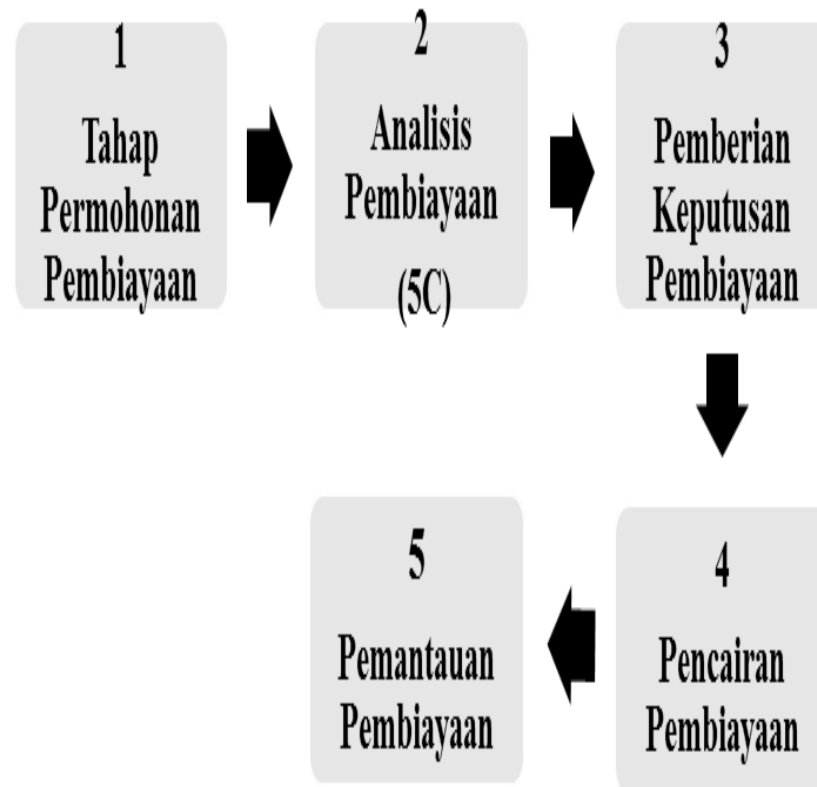 1
Tahap
Permohonan
Pembiayaan
2
Analisis
Pembiayaan
(5C)
3
Pemberian
Keputusan
Pembiayaan
4
Pencairan
Pembiayaan
5
Pemantauan
Pembiayaan